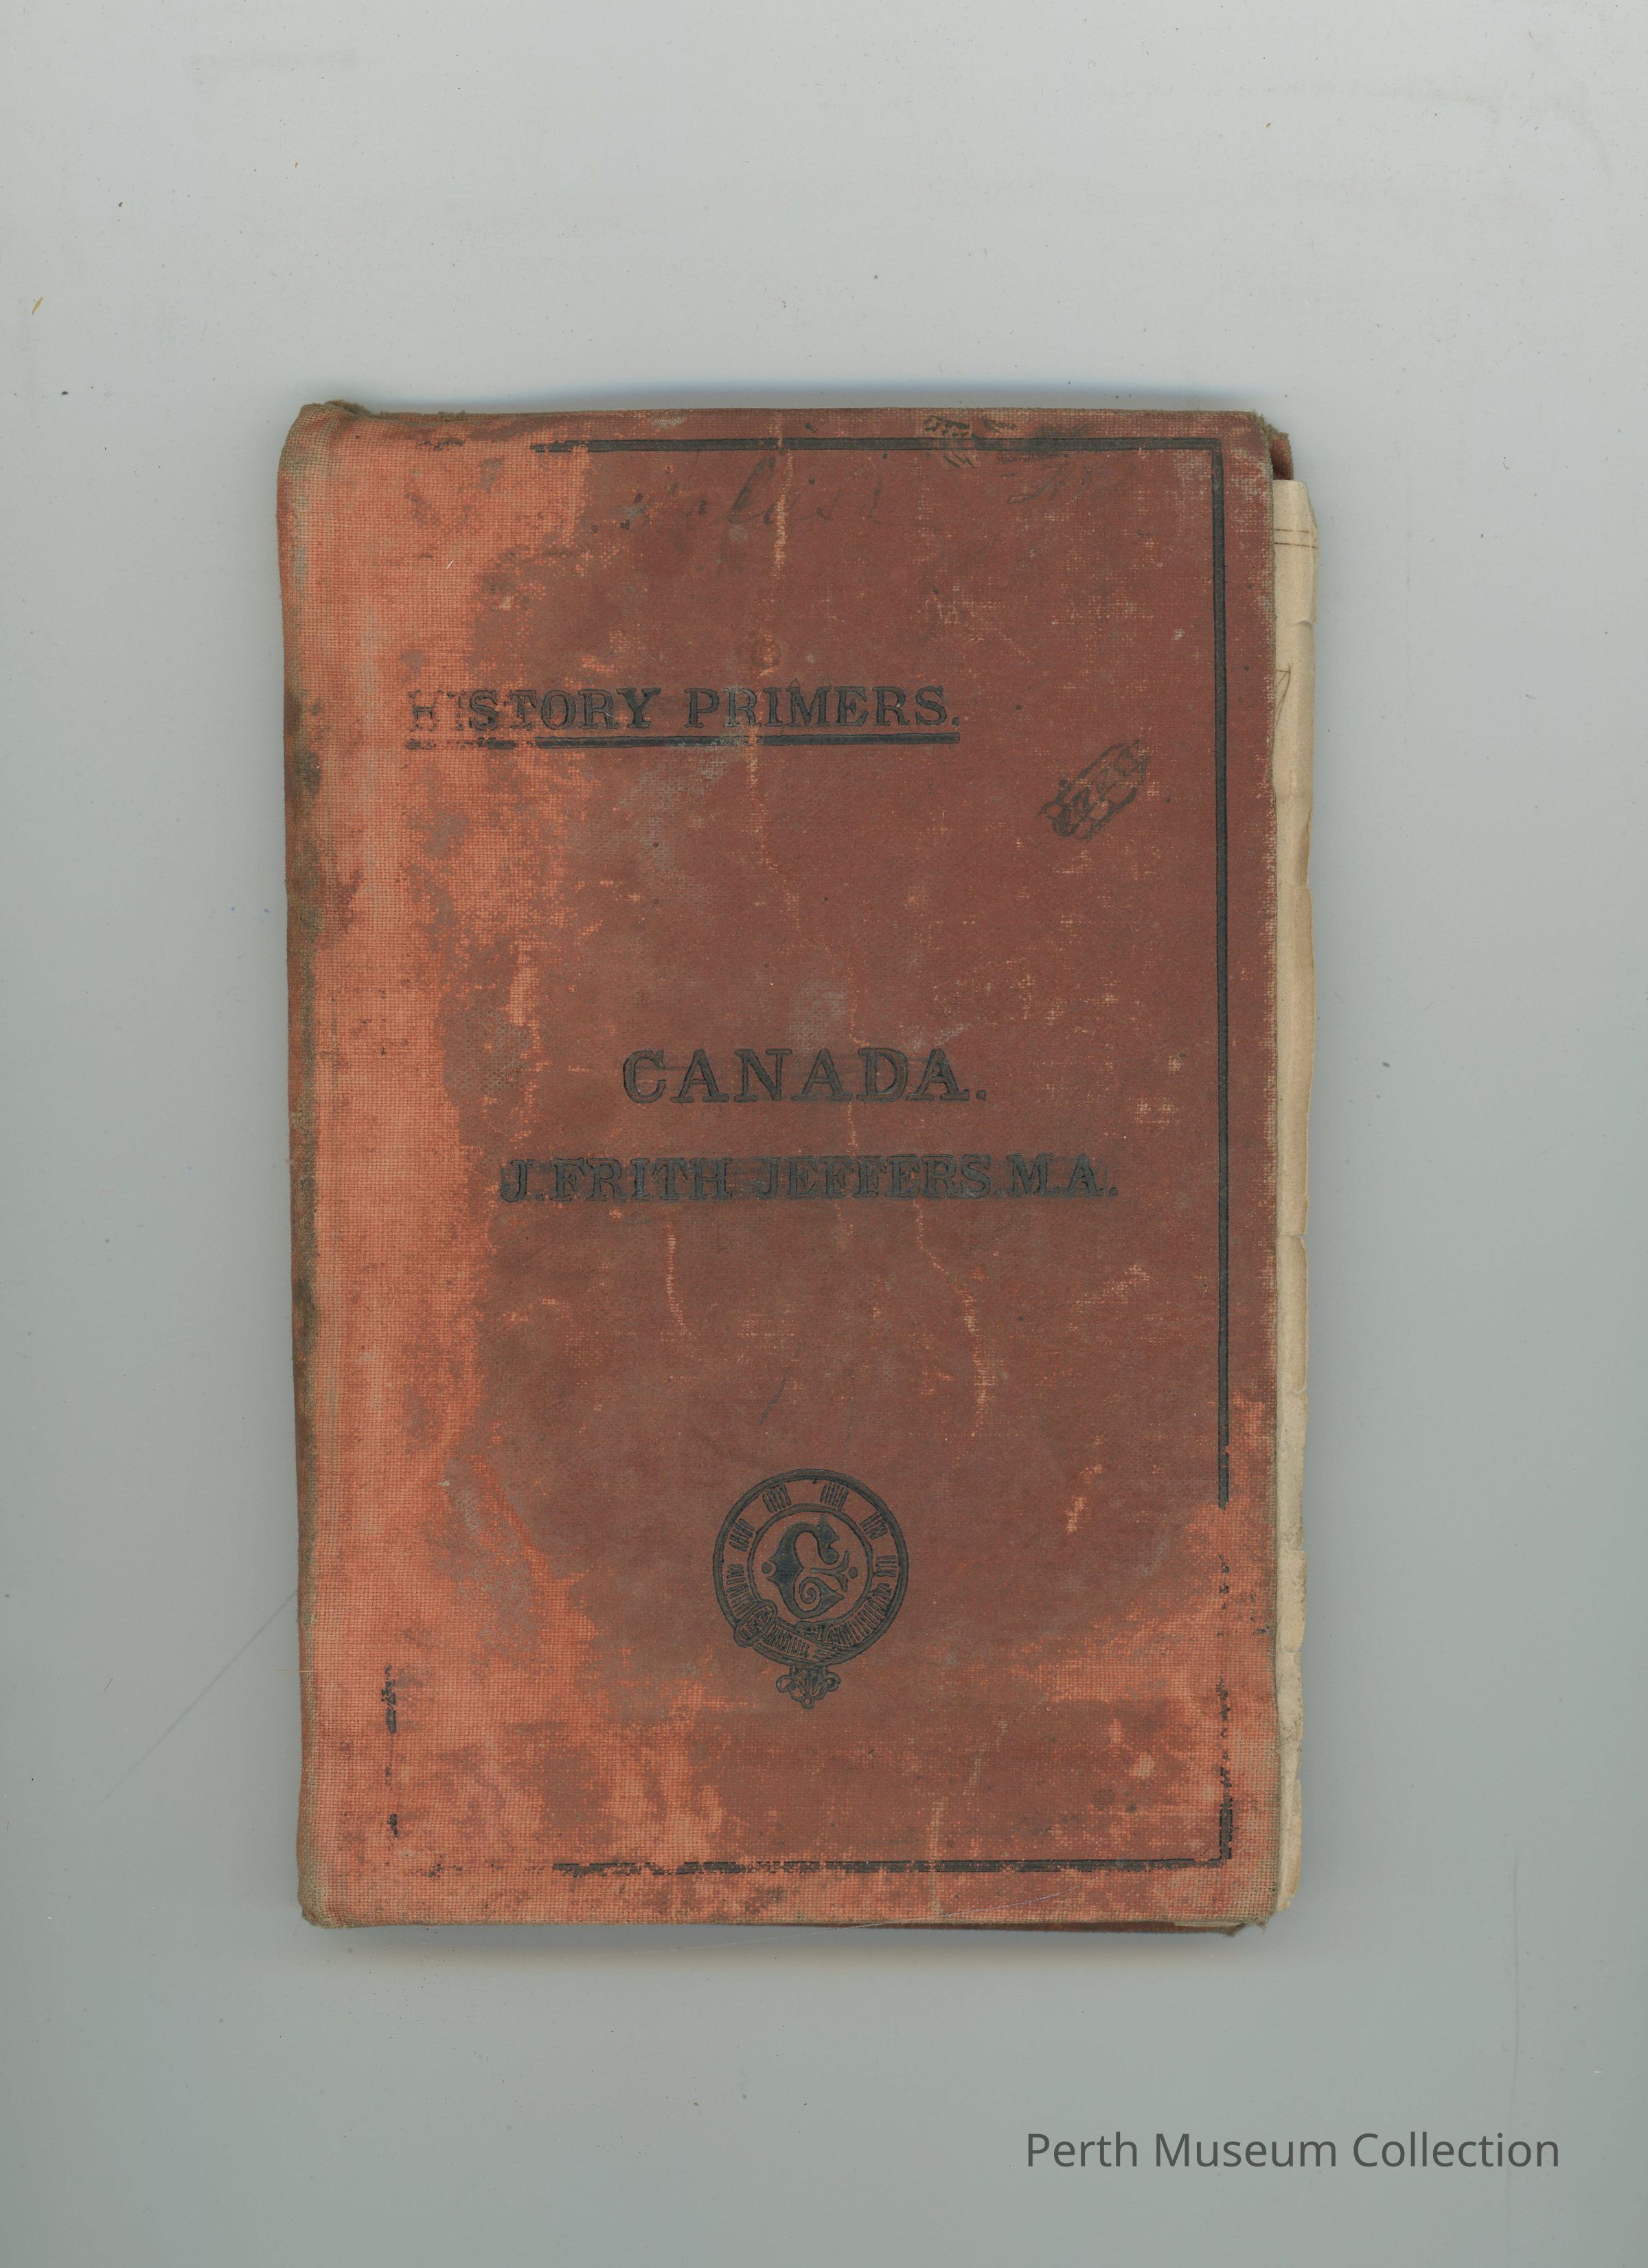 HISTORY PRIMERS.
CANADA.
J. FRITH JEFFERS. M.A.
C
Perth Museum Collection